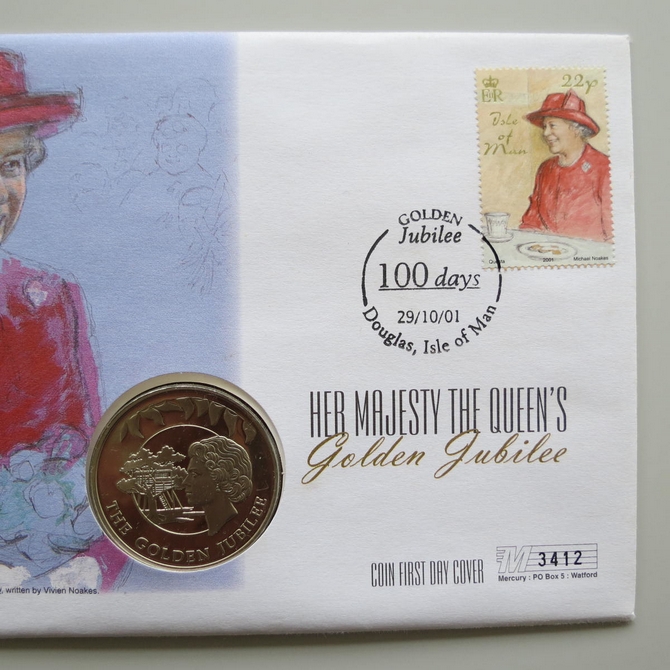 22p
ER
Isle
of
Man
2001 Michael Noakes
GOLDEN
Jubilee
100 days
29/10/01
Douglas, Isle of Man
HER MAJESTY THE QUEEN'S
Golden Jubilee
THE GOLDEN JUBILEE
COIN FIRST DAY COVER
M 3412
Mercury : PO Box 5 : Watford
, written by Vivien Noakes.